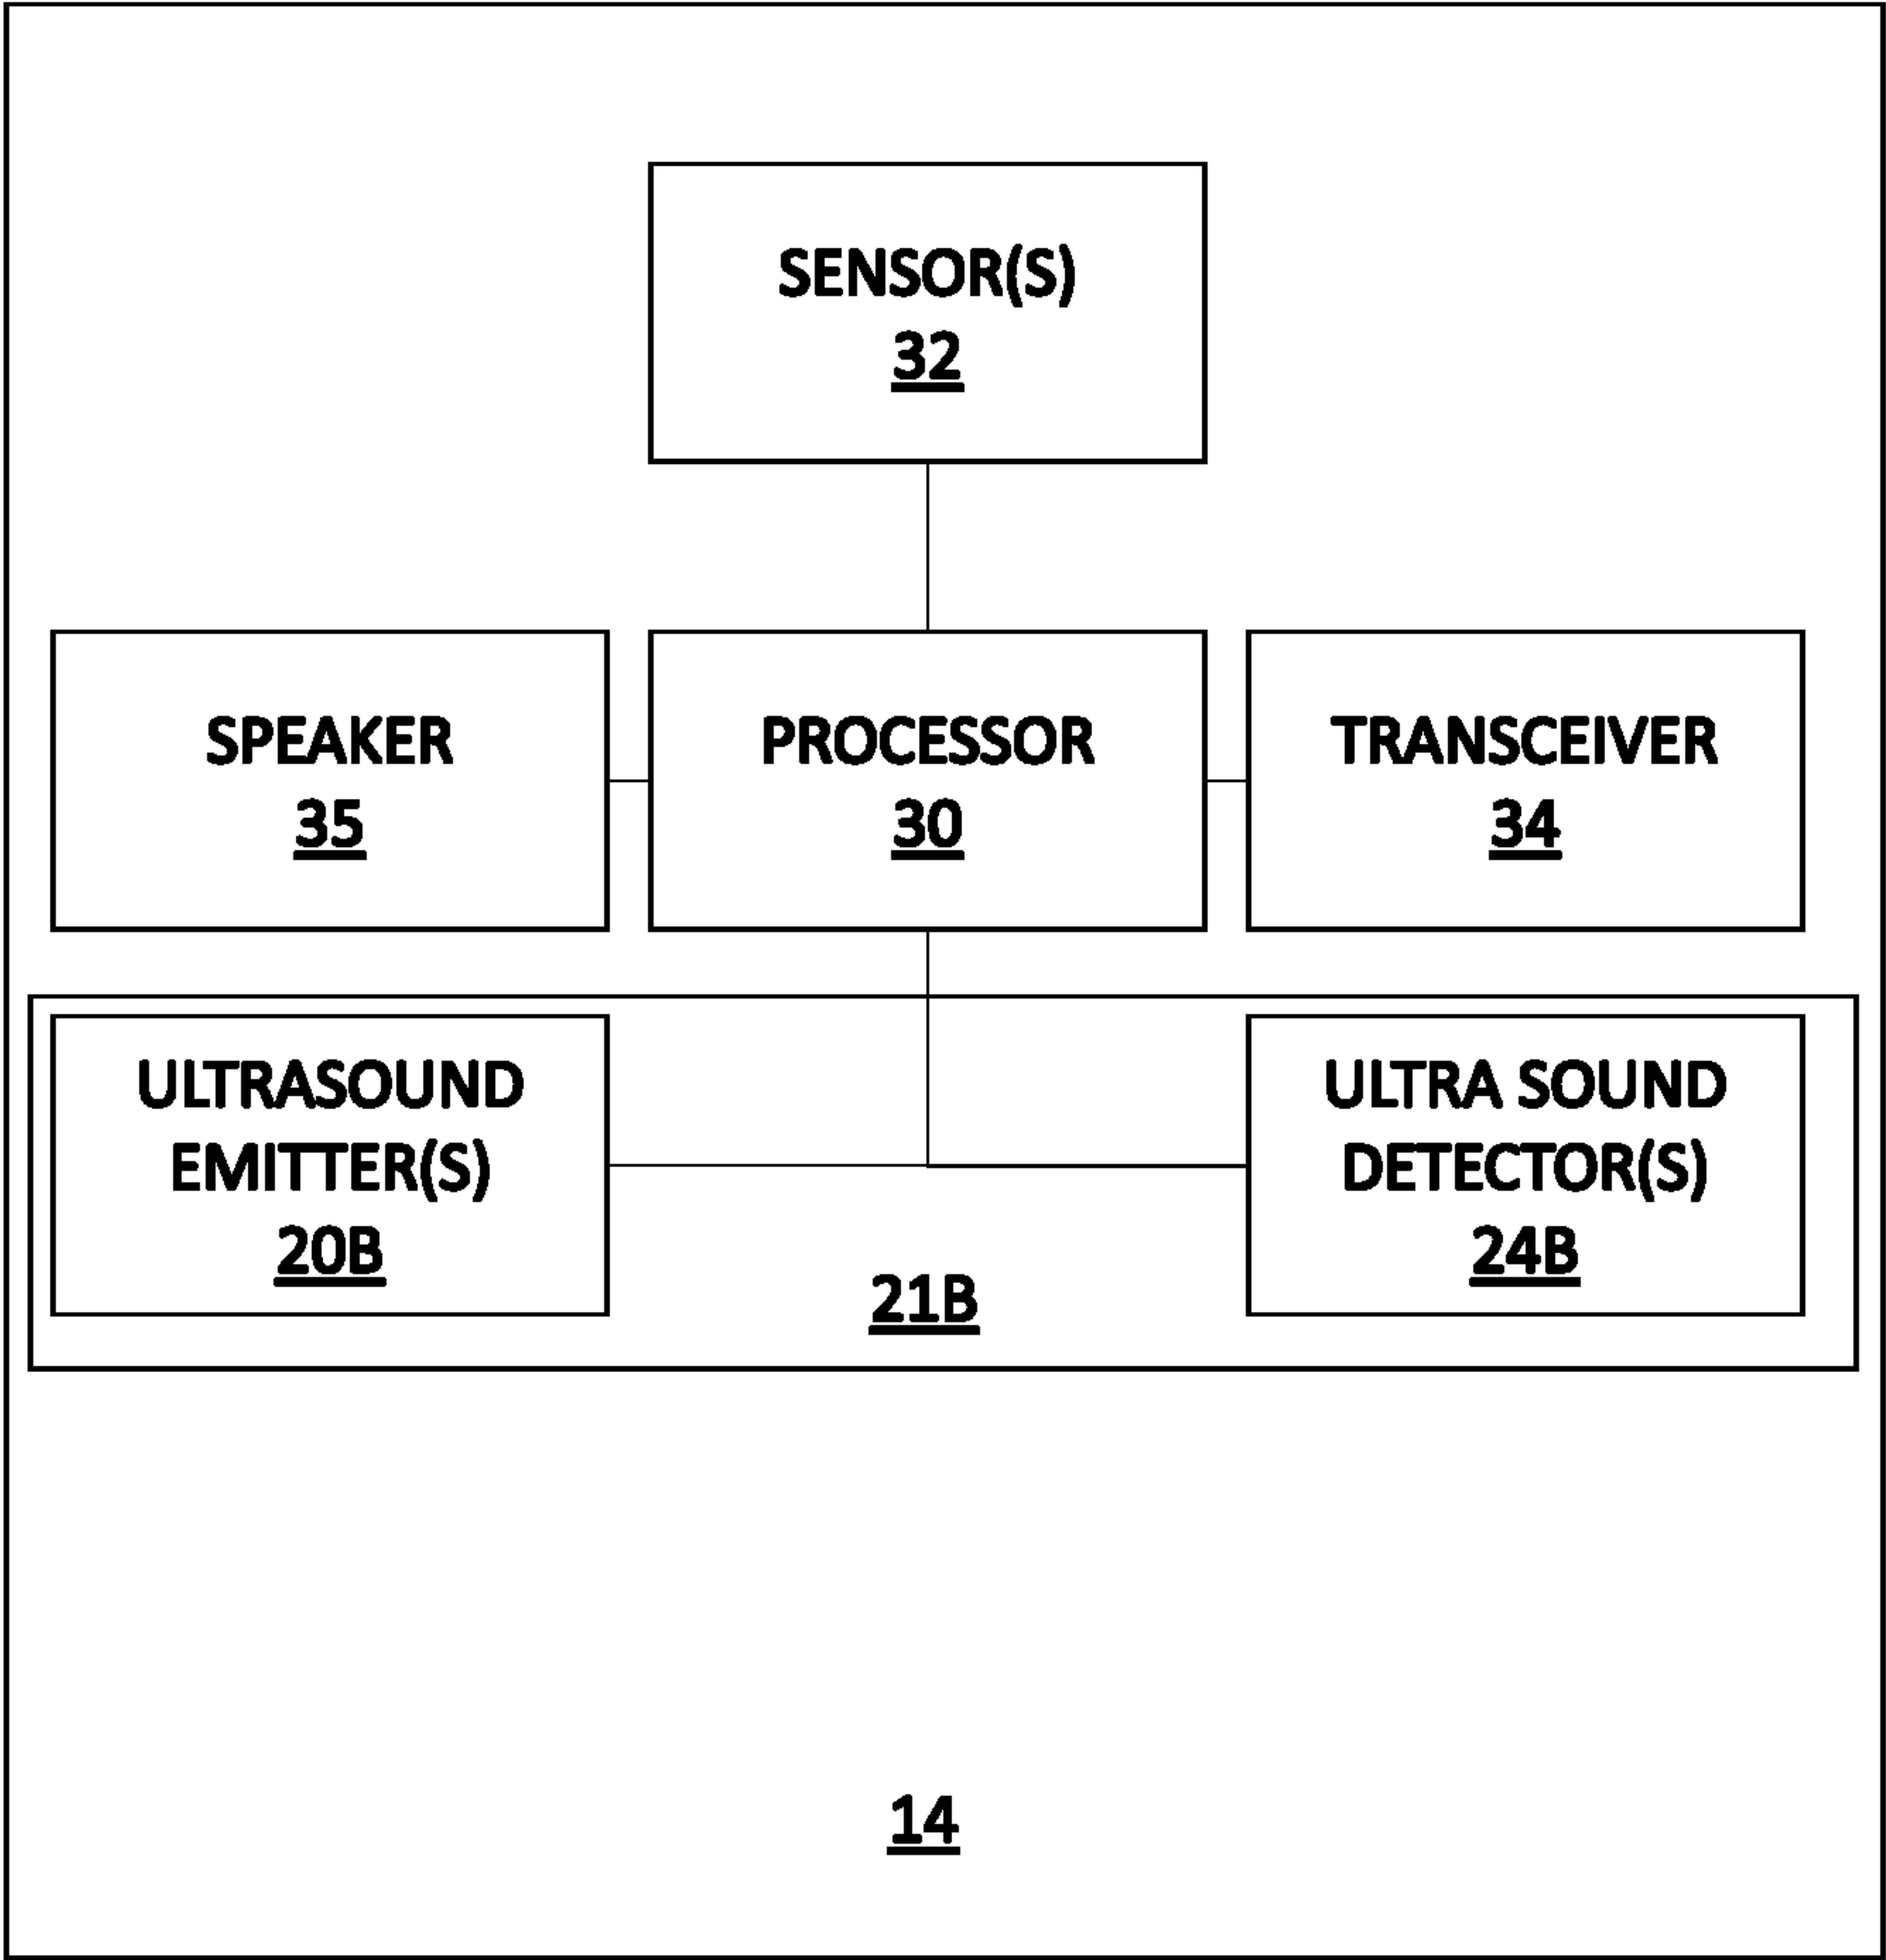 SENSOR(S)
32
SPEAKER
35
PROCESSOR
30
TRANSCEIVER
34
ULTRASOUND
EMITTER(S)
20B
21B
ULTRA SOUND
DETECTOR(S)
24B
14